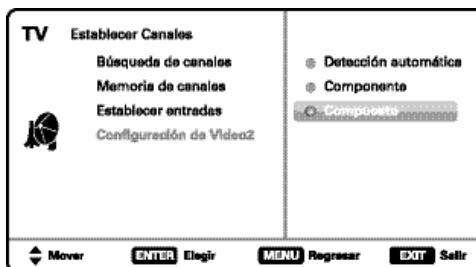 TV Establecer Canales
Búsqueda de canales
Memoria de canales
Establecer entradas
Configuración de Video2
Detección automática
Componente
Compuesto
Mover ENTER Elegir MENU Regresar EXIT Salir